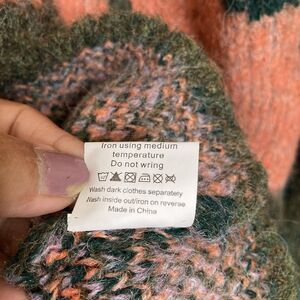 Iron using medium
temperature
Do not wring
Wash dark clothes separately
Wash inside out/iron on reverse
Made in China